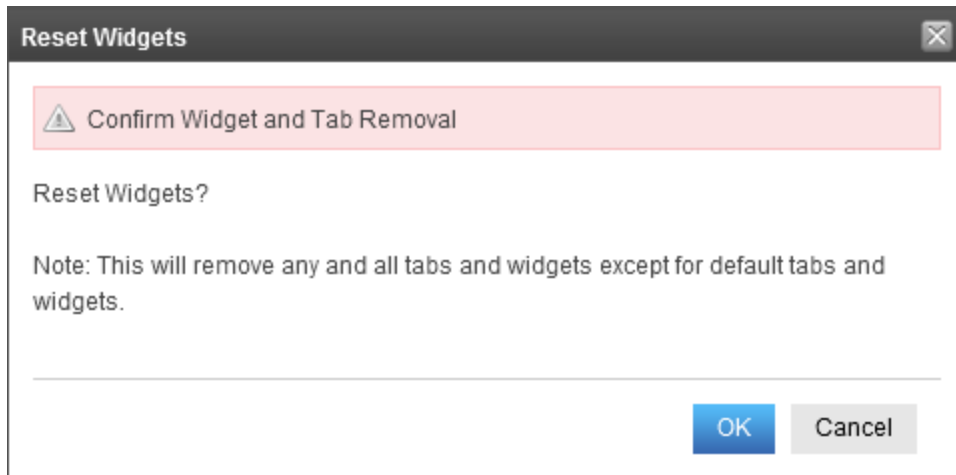 Reset Widgets
Confirm Widget and Tab Removal
Reset Widgets?
Note: This will remove any and all tabs and widgets except for default tabs and
widgets.
OK
Cancel